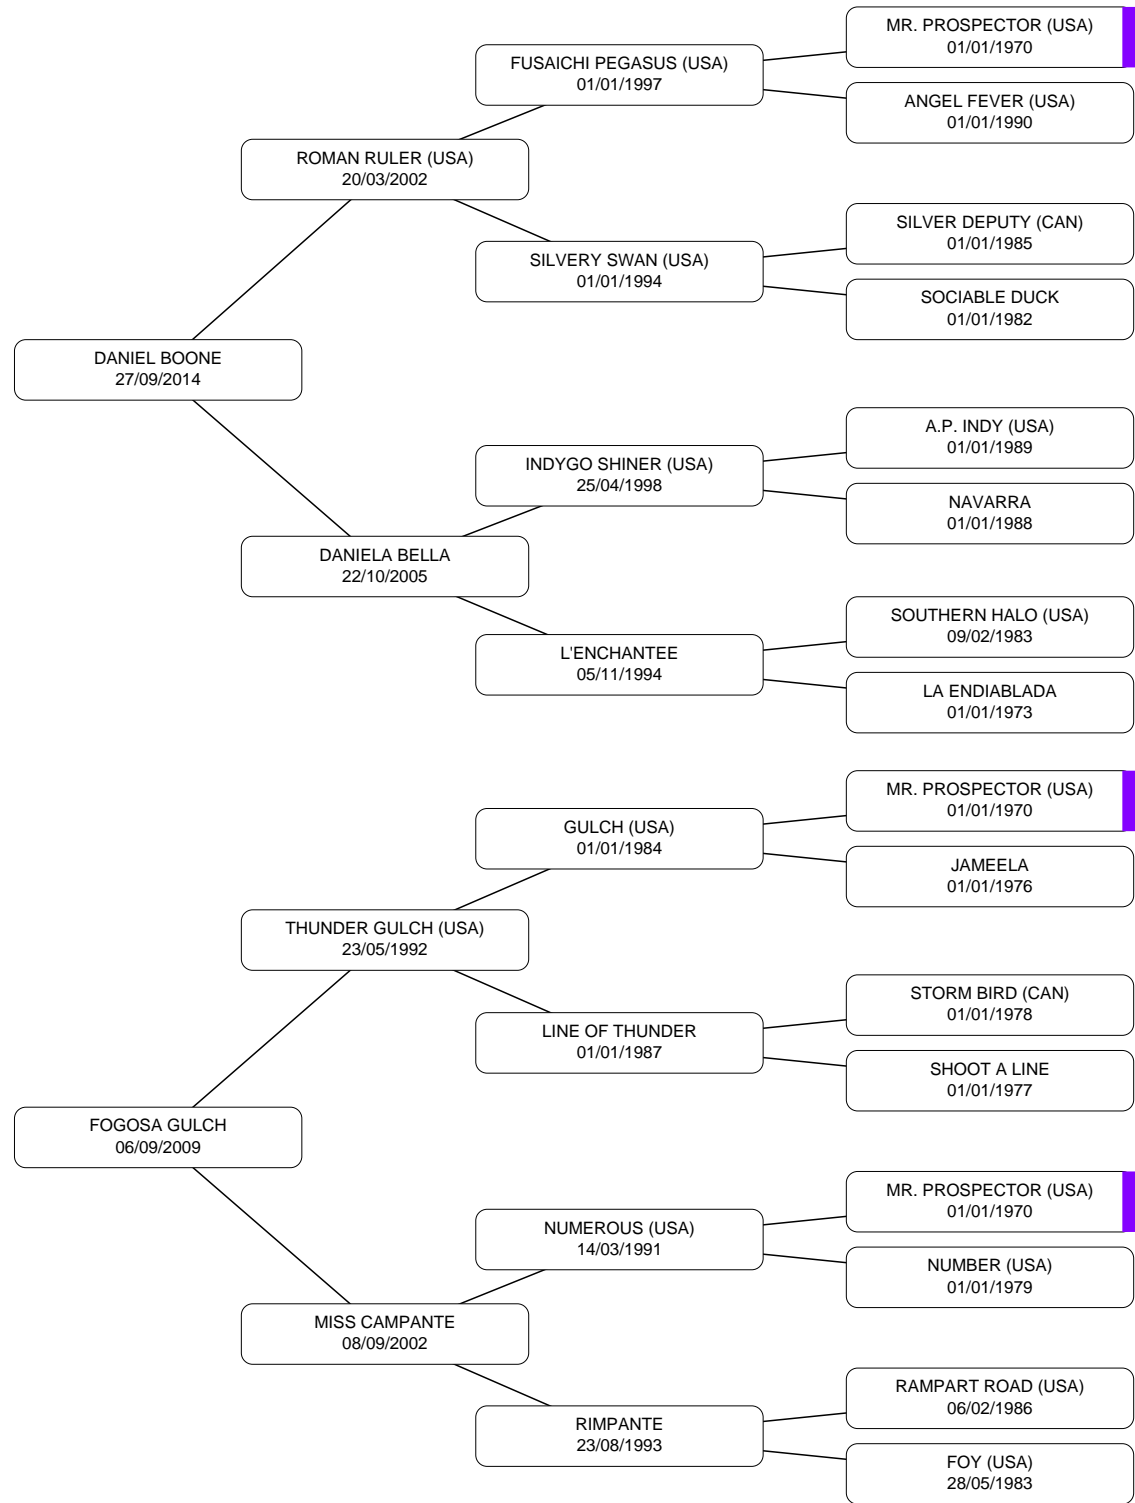 MR. PROSPECTOR (USA)
01/01/1970
FUSAICHI PEGASUS (USA)
01/01/1997
ANGEL FEVER (USA)
01/01/1990
ROMAN RULER (USA)
20/03/2002
SILVER DEPUTY (CAN)
01/01/1985
SILVERY SWAN (USA)
01/01/1994
SOCIABLE DUCK
01/01/1982
DANIEL BOONE
27/09/2014
A.P. INDY (USA)
01/01/1989
INDYGO SHINER (USA)
25/04/1998
NAVARRA
01/01/1988
DANIELA BELLA
22/10/2005
SOUTHERN HALO (USA)
09/02/1983
L'ENCHANTEE
05/11/1994
LA ENDIABLADA
01/01/1973
MR. PROSPECTOR (USA)
01/01/1970
GULCH (USA)
01/01/1984
JAMEELA
01/01/1976
THUNDER GULCH (USA)
23/05/1992
STORM BIRD (CAN)
01/01/1978
LINE OF THUNDER
01/01/1987
SHOOT A LINE
01/01/1977
FOGOSA GULCH
06/09/2009
MR. PROSPECTOR (USA)
01/01/1970
NUMEROUS (USA)
14/03/1991
NUMBER (USA)
01/01/1979
MISS CAMPANTE
08/09/2002
RAMPART ROAD (USA)
06/02/1986
RIMPANTE
23/08/1993
FOY (USA)
28/05/1983